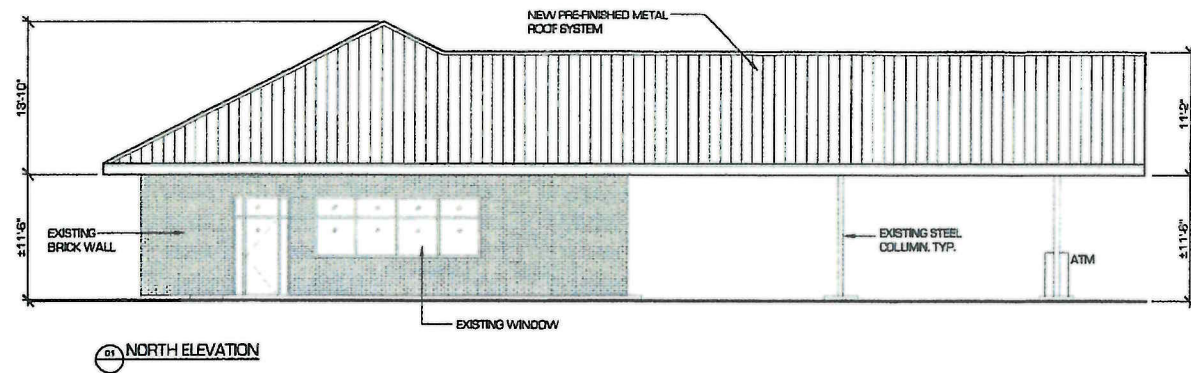 NEW PRE-FINISHED METAL
ROOF SYSTEM
13'-10"
11'-2"
EXISTING
BRICK WALL
±11'-6"
EXISTING STEEL
COLUMN, TYP.
ATM
±11'-6"
EXISTING WINDOW
01
NORTH ELEVATION